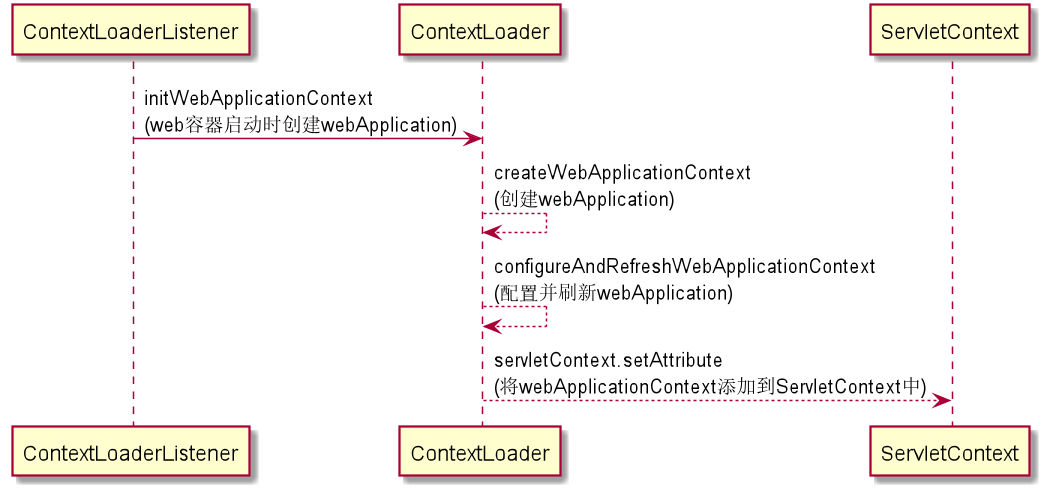 ContextLoaderListener
ContextLoader
ServletContext
initWebApplicationContext
(web容器启动时创建webApplication)
createWebApplicationContext
(创建webApplication)
configureAndRefreshWebApplicationContext
(配置并刷新webApplication)
servletContext.setAttribute
(将webApplicationContext添加到ServletContext中)
ContextLoaderListener
ContextLoader
ServletContext